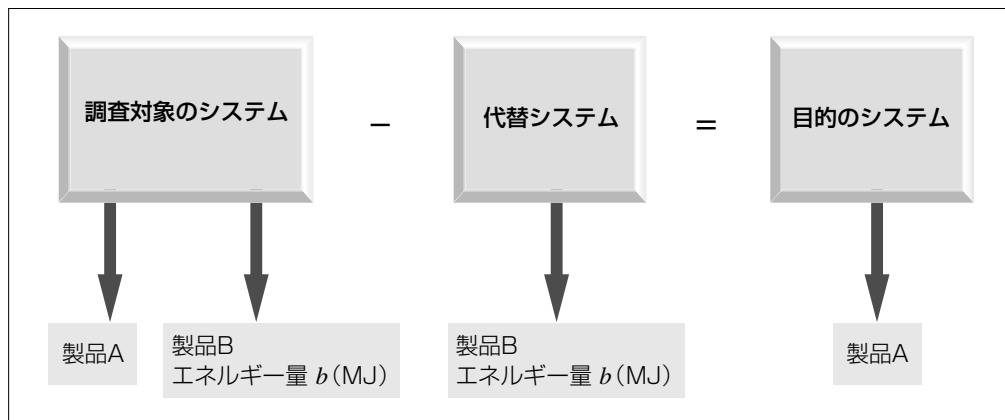 調査対象のシステム
−
代替システム
=
目的のシステム
製品A
製品B
エネルギー量 b(MJ)
製品B
エネルギー量 b(MJ)
製品A